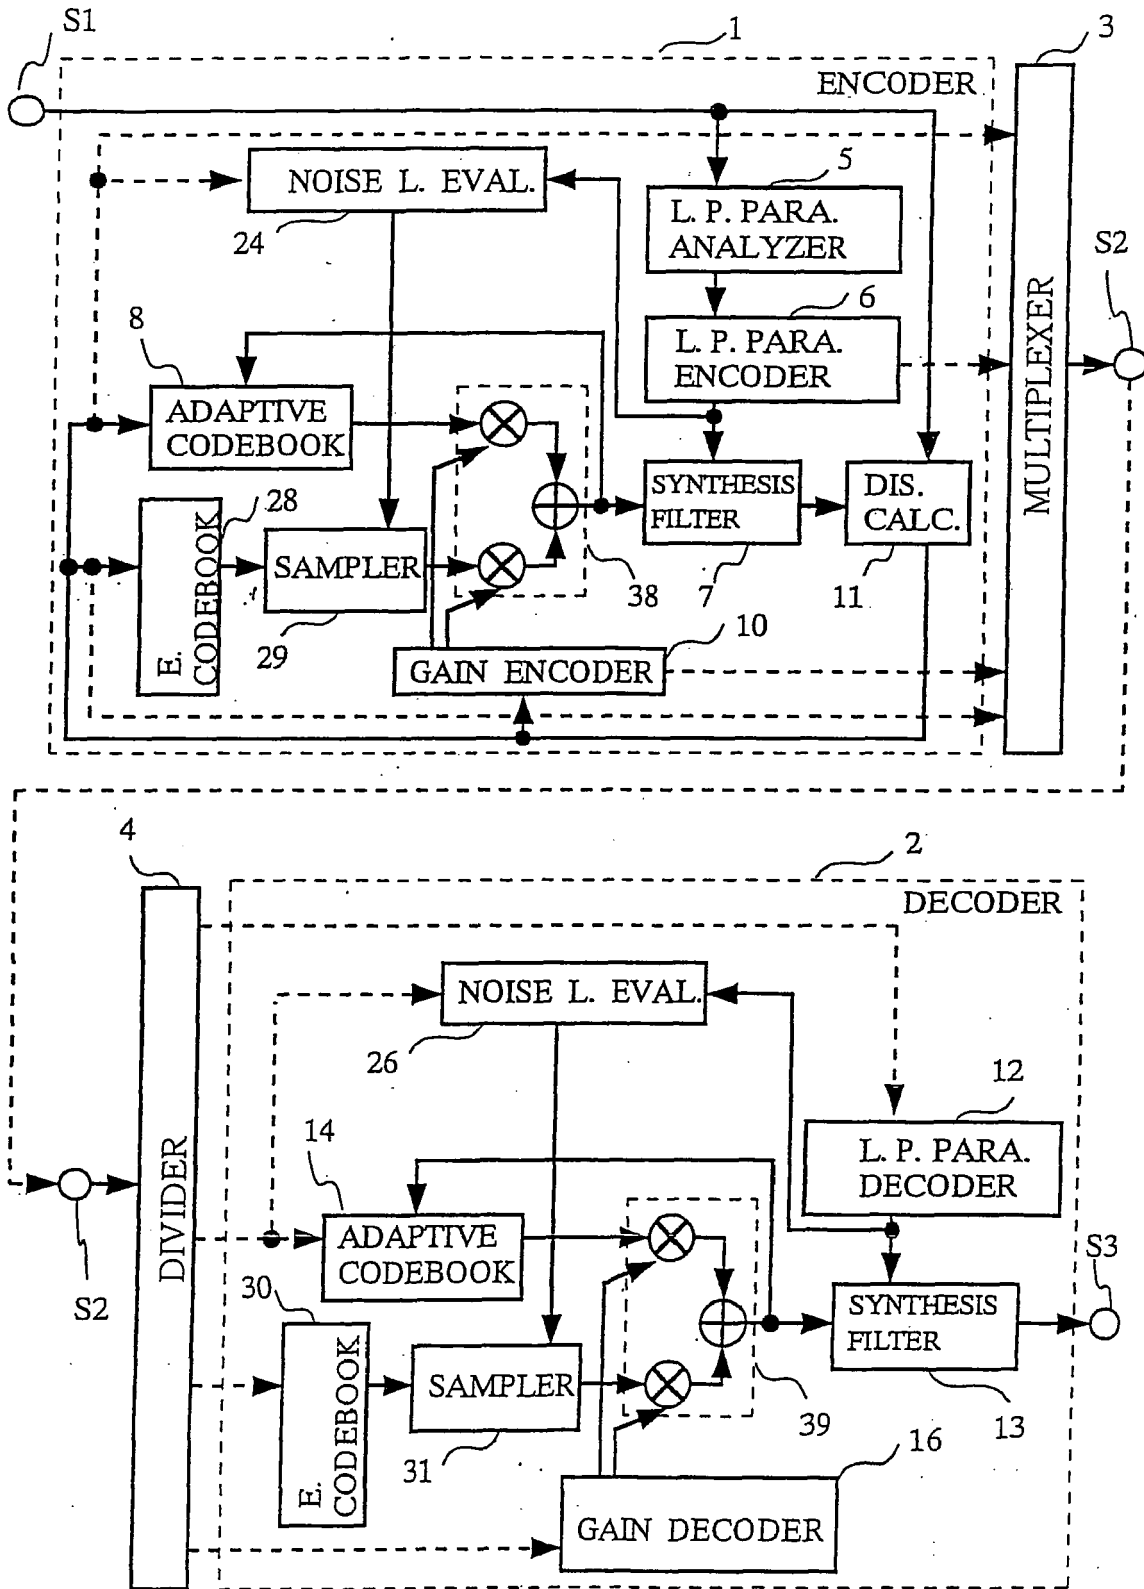 S1
1
3
ENCODER
5
NOISE L. EVAL.
L. P. PARA.
ANALYZER
24
S2
6
8
L. P. PARA.
ENCODER
MULTIPLEXER
ADAPTIVE
CODEBOOK
SYNTHESIS
FILTER
DIS.
CALC.
28
E.
CODEBOOK
SAMPLER
38
7
11
29
10
GAIN ENCODER
4
2
DECODER
NOISE L. EVAL.
26
12
14
L. P. PARA.
DECODER
DIVIDER
ADAPTIVE
CODEBOOK
S3
S2
30
SYNTHESIS
FILTER
E.
CODEBOOK
SAMPLER
39
13
31
16
GAIN DECODER